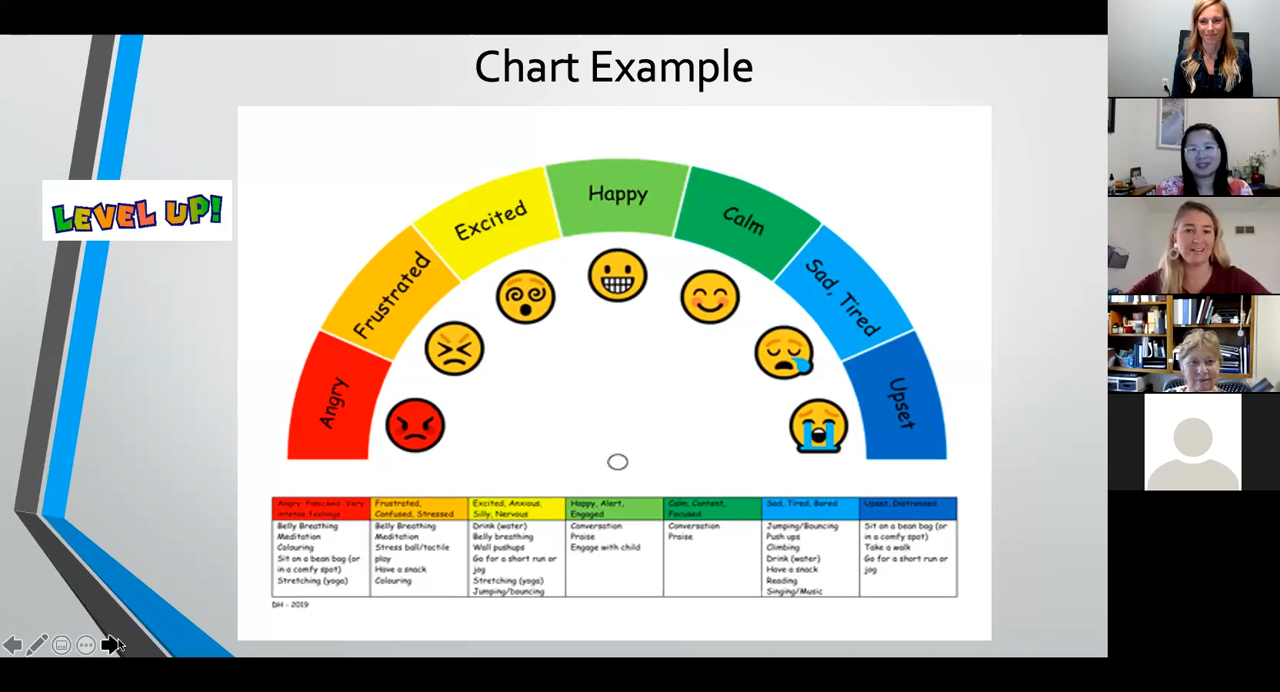 Chart Example
LEVEL UP!
Angry
Frustrated
Excited
Happy
Calm
Sad, Tired
Upset
Angry, Panicked, Very
intense feelings
Belly Breathing
Meditation
Colouring
Sit on a bean bag (or
in a comfy spot)
Stretching (yoga)
Frustrated,
Confused, Stressed
Belly Breathing
Meditation
Stress ball/tactile
play
Have a snack
Colouring
Excited, Anxious,
Silly, Nervous
Drink (water)
Belly breathing
Wall pushups
Go for a short run or
jog
Stretching (yoga)
Jumping/bouncing
Happy, Alert,
Engaged
Conversation
Praise
Engage with child
Calm, Content,
Focused
Conversation
Praise
Sad, Tired, Bored
Jumping/Bouncing
Push ups
Climbing
Drink (water)
Have a snack
Reading
Singing/Music
Upset, Distressed
Sit on a bean bag (or
in a comfy spot)
Take a walk
Go for a short run or
jog
DH - 2019